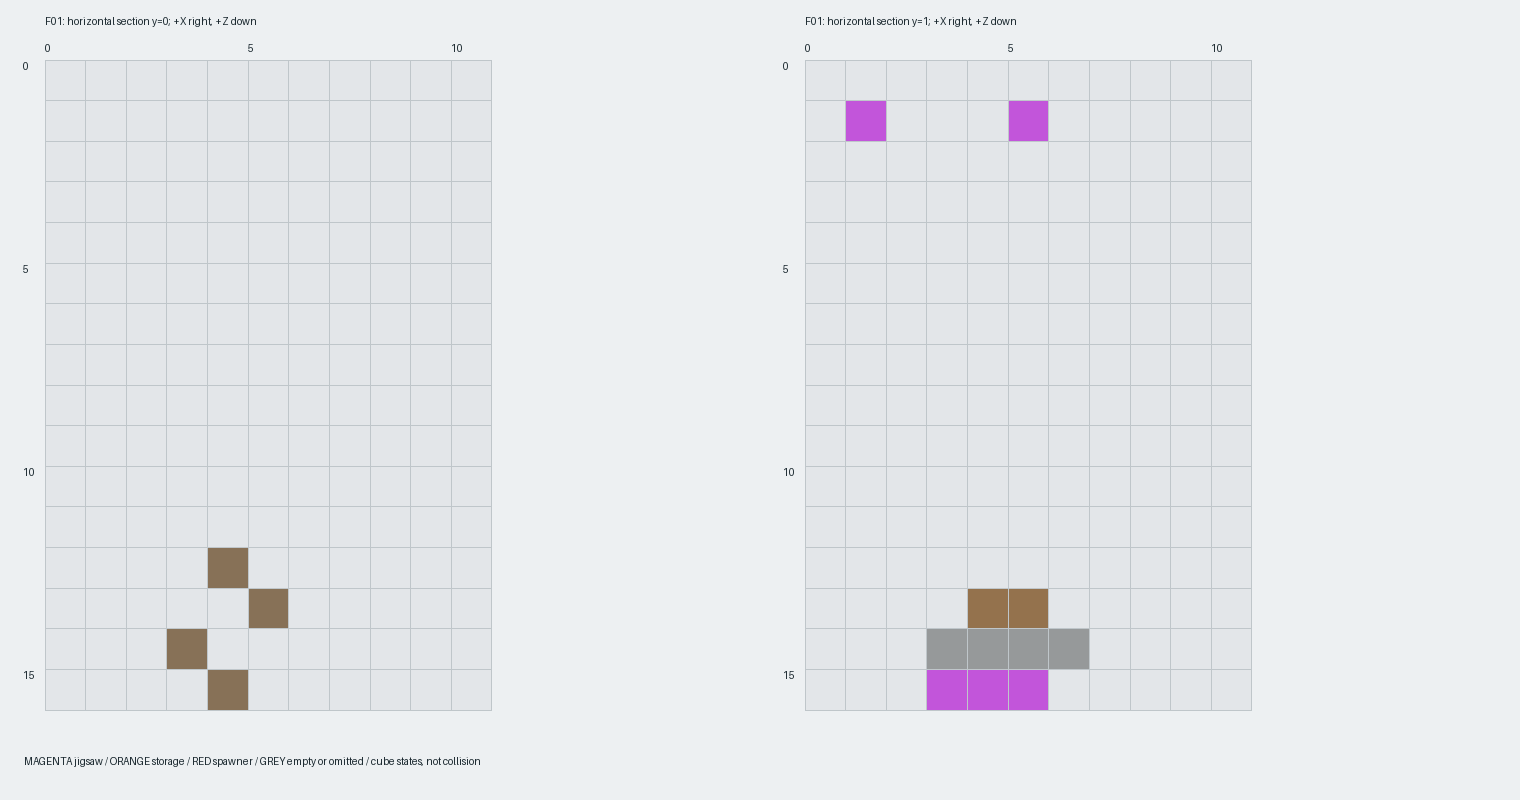 F01: horizontal section y=0; +X right, +Z down
0 5 10
0
5
10
15
F01: horizontal section y=1; +X right, +Z down
0 5 10
0
5
10
15
MAGENTA jigsaw / ORANGE storage / RED spawner / GREY empty or omitted / cube states, not collision